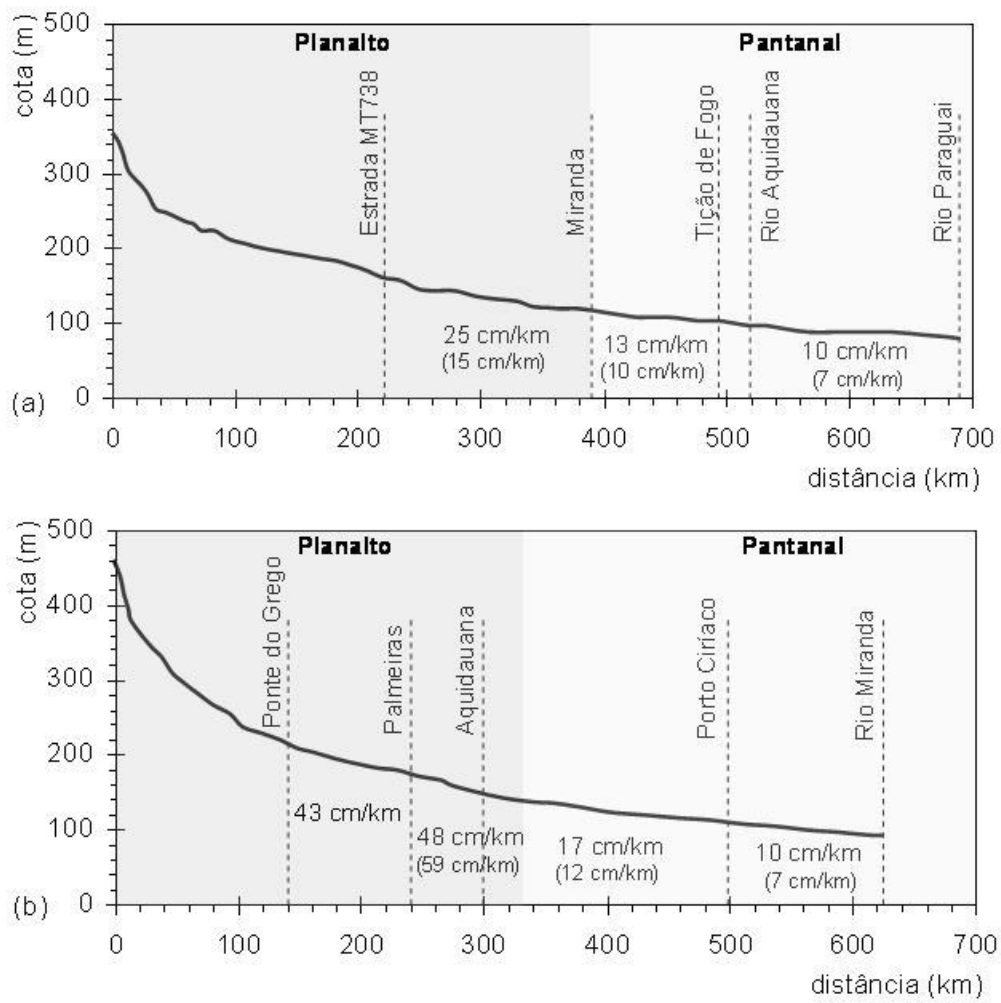 cota (m)
500
400
300
200
100
0
Planalto
Pantanal
Estrada MT738
Miranda
Tição de Fogo
Rio Aquidauana
Rio Paraguai
25 cm/km
(15 cm/km)
13 cm/km
(10 cm/km)
10 cm/km
(7 cm/km)
(a)
0 100 200 300 400 500 600 700
distância (km)
cota (m)
500
400
300
200
100
0
Planalto
Pantanal
Ponte do Grego
Palmeiras
Aquidauana
Porto Ciríaco
Rio Miranda
43 cm/km
48 cm/km
(59 cm/km)
17 cm/km
(12 cm/km)
10 cm/km
(7 cm/km)
(b)
0 100 200 300 400 500 600 700
distância (km)